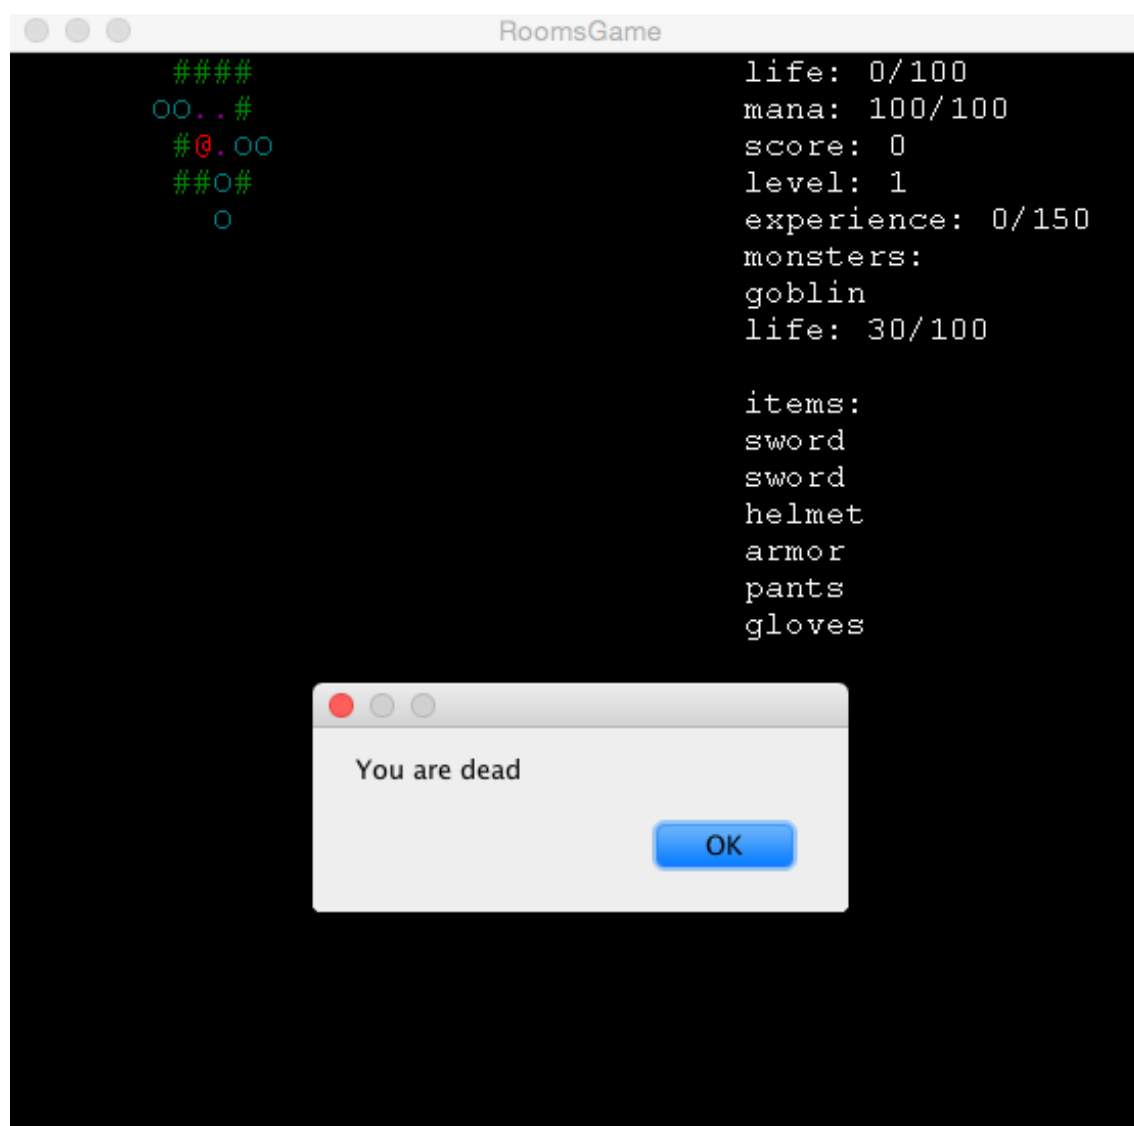 RoomsGame
####
OO..#
#@.OO
##O#
O
life: 0/100
mana: 100/100
score: 0
level: 1
experience: 0/150
monsters:
goblin
life: 30/100
items:
sword
sword
helmet
armor
pants
gloves
You are dead
OK